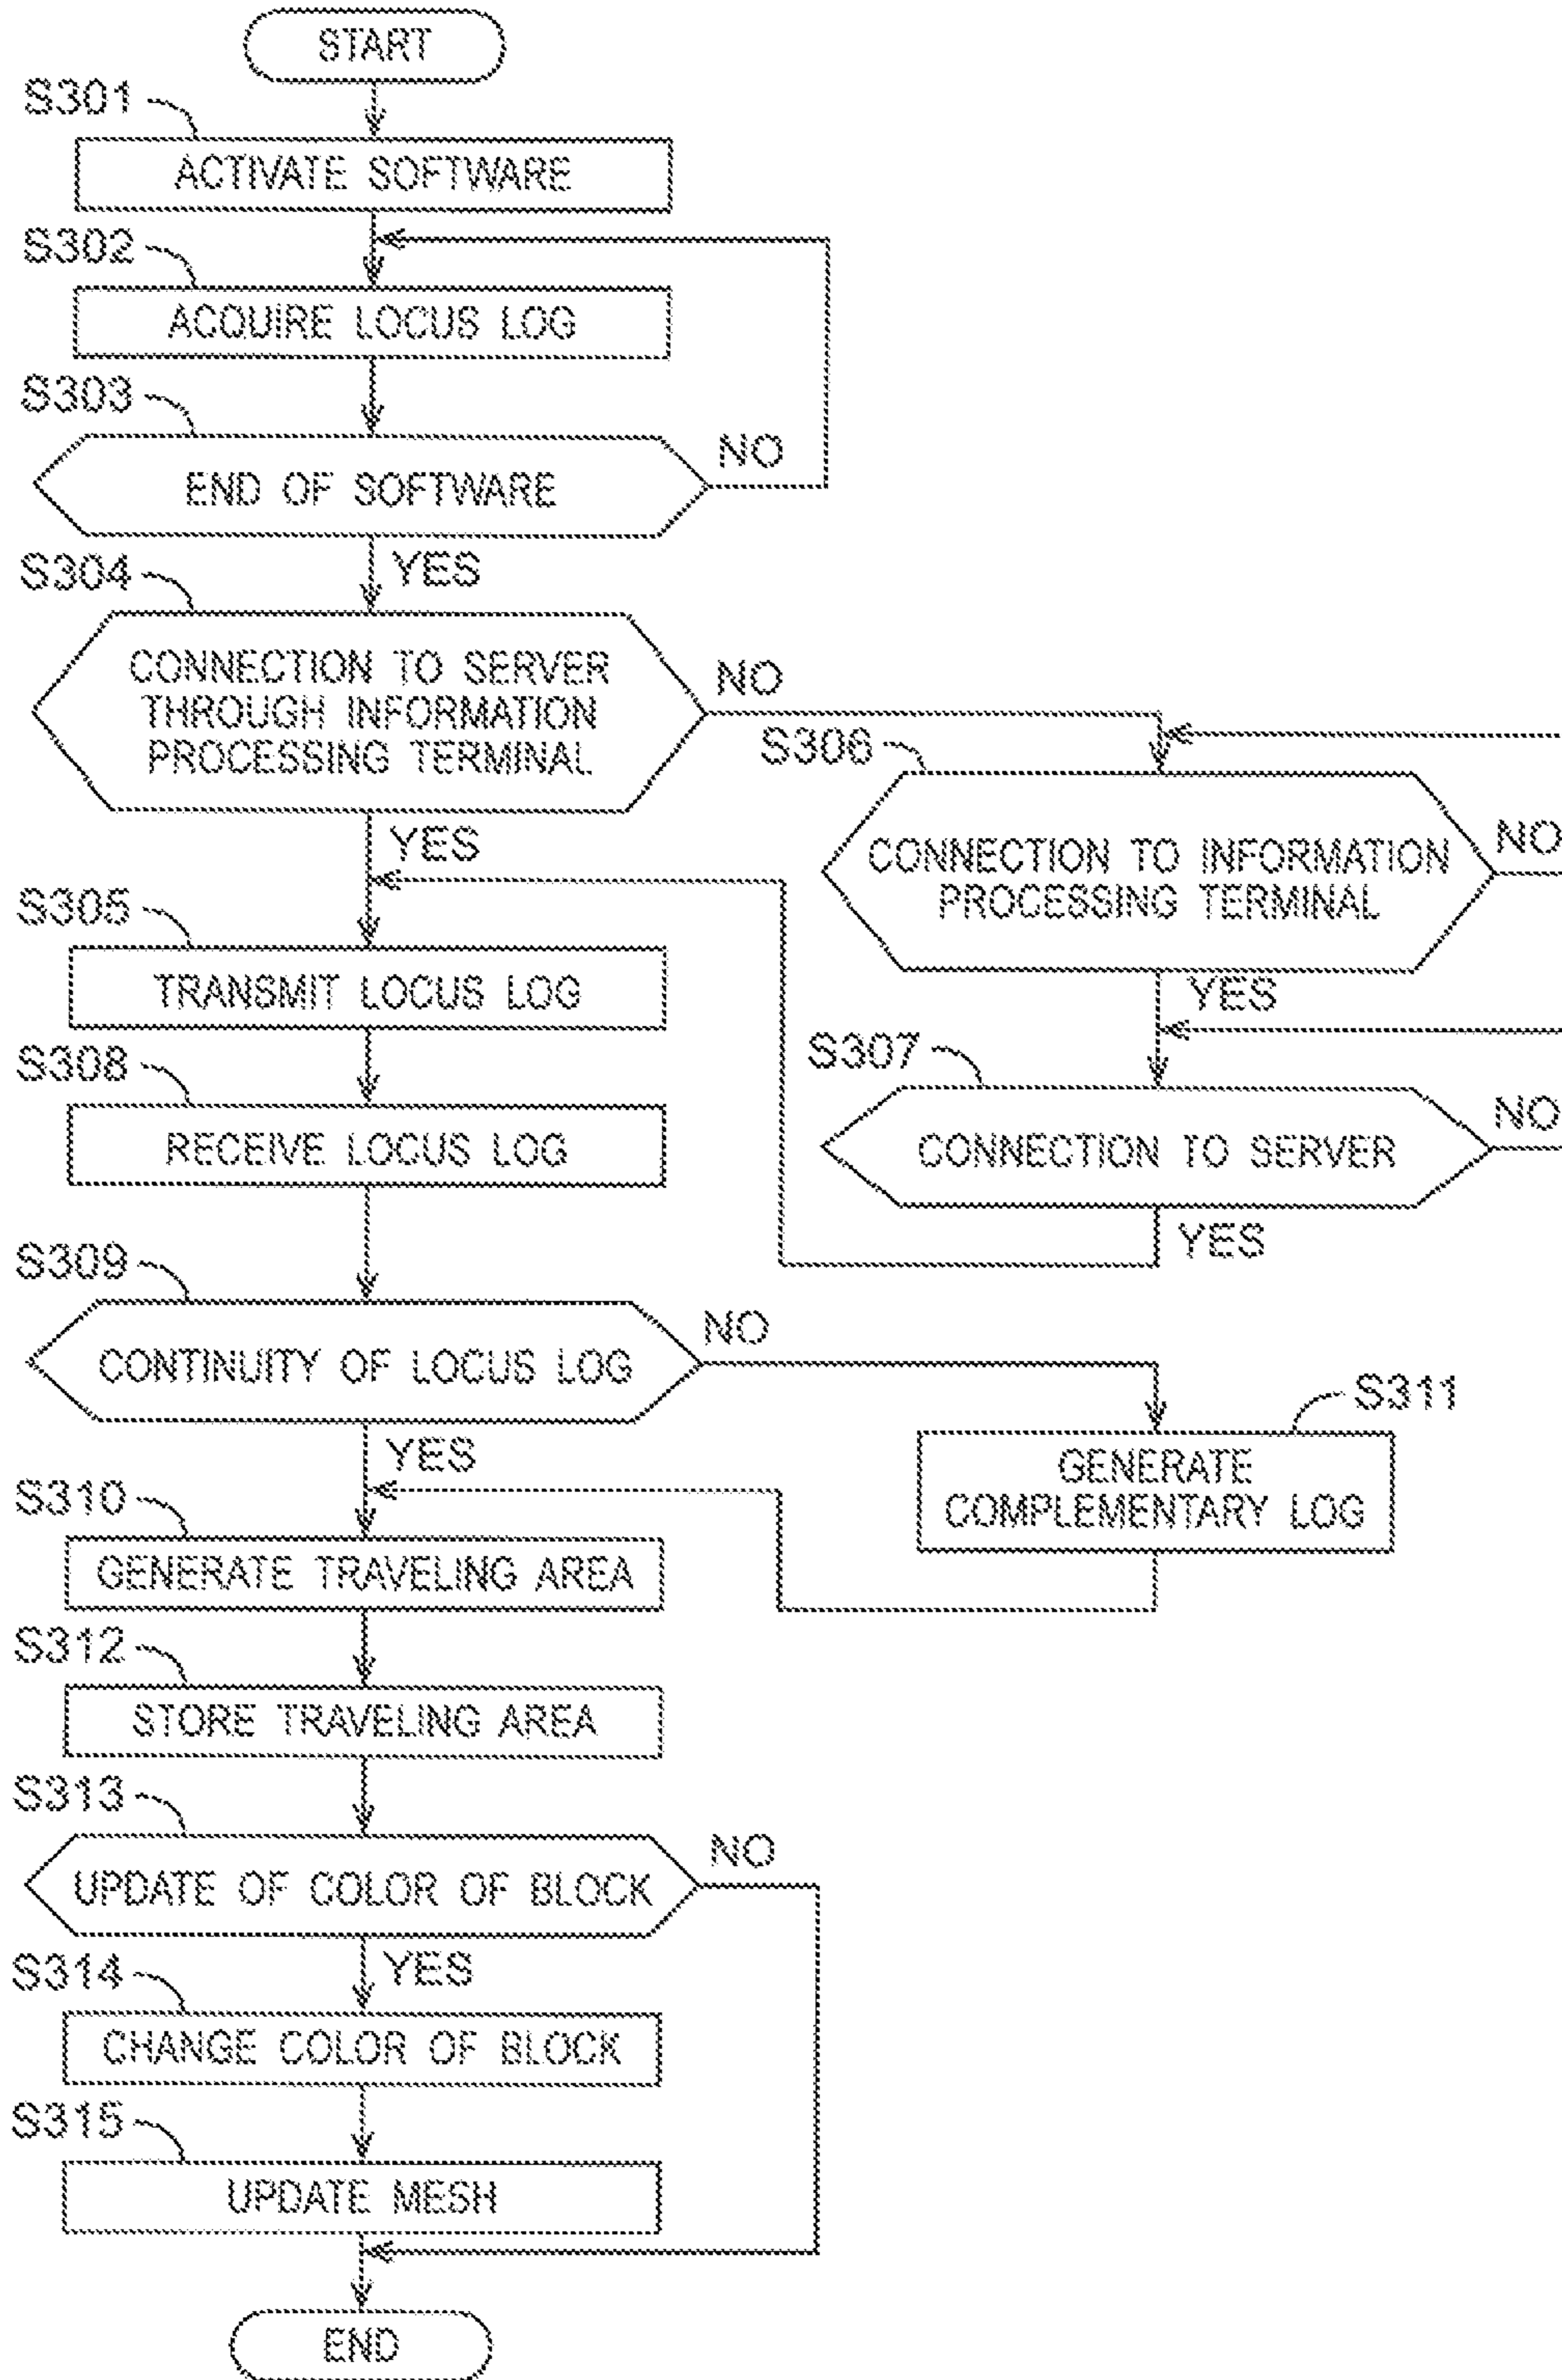 START
S301
ACTIVATE SOFTWARE
S302
ACQUIRE LOCUS LOG
S303
END OF SOFTWARE
NO
YES
S304
CONNECTION TO SERVER
THROUGH INFORMATION
PROCESSING TERMINAL
NO
YES
S306
CONNECTION TO INFORMATION
PROCESSING TERMINAL
NO
YES
S305
TRANSMIT LOCUS LOG
S307
CONNECTION TO SERVER
NO
YES
S308
RECEIVE LOCUS LOG
S309
CONTINUITY OF LOCUS LOG
NO
YES
S311
GENERATE
COMPLEMENTARY LOG
S310
GENERATE TRAVELING AREA
S312
STORE TRAVELING AREA
S313
UPDATE OF COLOR OF BLOCK
NO
YES
S314
CHANGE COLOR OF BLOCK
S315
UPDATE MESH
END